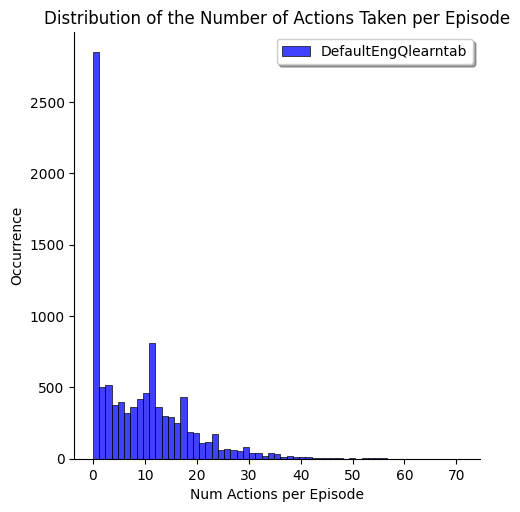 Distribution of the Number of Actions Taken per Episode
DefaultEngQlearntab
2500
2000
1500
1000
500
0
Occurrence
0 10 20 30 40 50 60 70
Num Actions per Episode